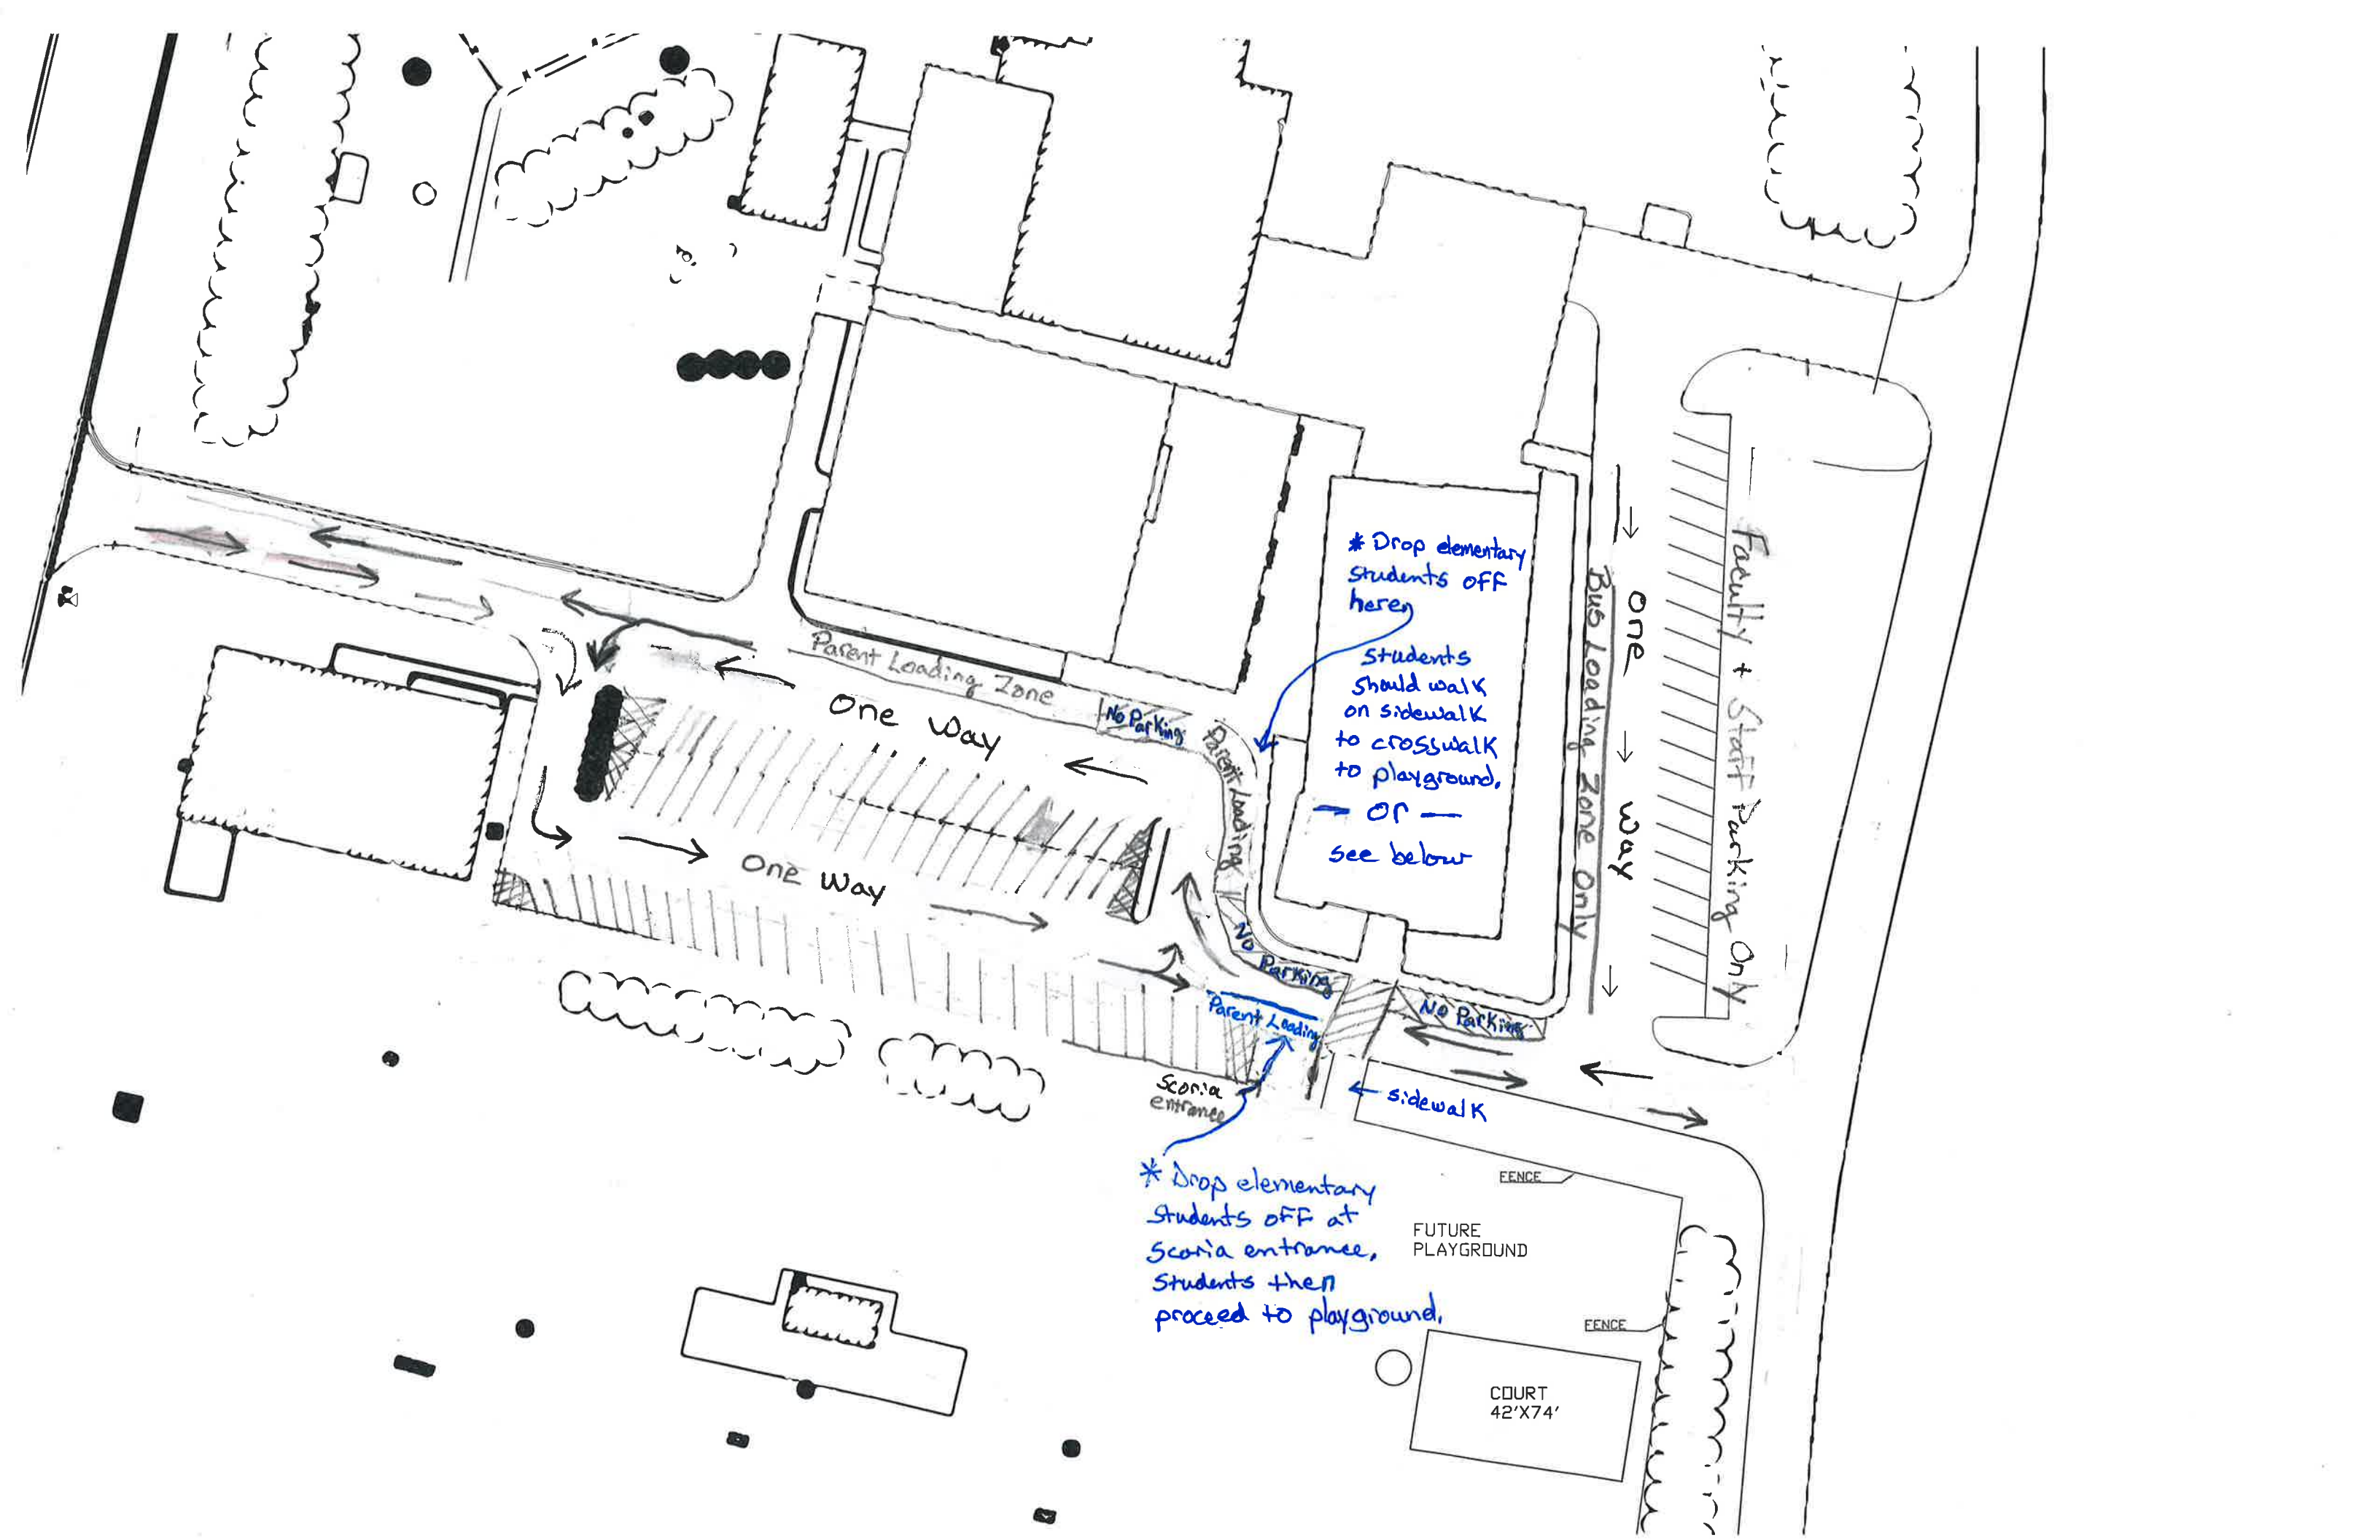 * Drop elementary
Students off
here
Students
Should walk
on sidewalk
to crosswalk
to playground.
— or —
see below
Parent Loading Zone
No Parking
One Way
Parent Loading
One Way
No
Parking
Parent Loading
No Parking
Bus Loading Zone Only
One
Way
Faculty + Staff Parking Only
Scoria
entrance
sidewalk
* Drop elementary
Students off at
Scoria entrance.
Students then
proceed to playground.
FENCE
FUTURE
PLAYGROUND
FENCE
COURT
42'X74'